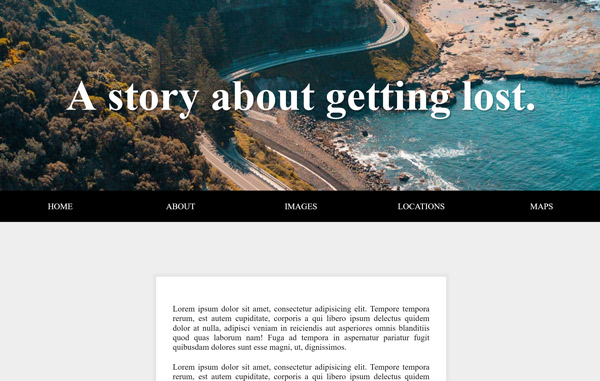 A story about getting lost.
HOME ABOUT IMAGES LOCATIONS MAPS
Lorem ipsum dolor sit amet, consectetur adipisicing elit. Tempore tempora
rerum, est autem cupiditate, corporis a qui libero ipsum delectus quidem
dolor at nulla, adipisci veniam in reiciendis aut asperiores omnis blanditiis
quod quas laborum nam! Fuga ad tempora in aspernatur pariatur fugit
quibusdam dolores sunt esse magni, ut, dignissimos.
Lorem ipsum dolor sit amet, consectetur adipisicing elit. Tempore tempora
rerum, est autem cupiditate, corporis a qui libero ipsum delectus quidem